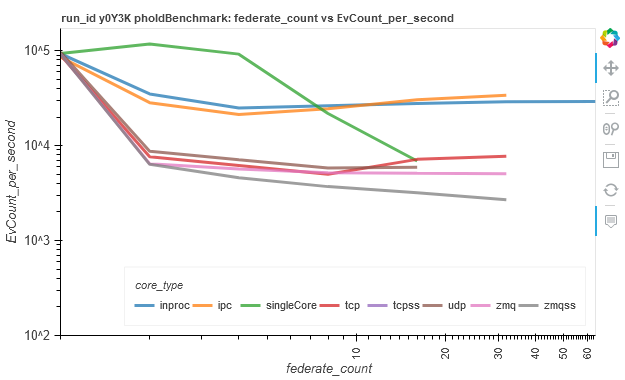 run_id y0Y3K pholdBenchmark: federate_count vs EvCount_per_second
10^5
10^4
10^3
10^2
EvCount_per_second
core_type
inproc ipc singleCore tcp tcpss udp zmq zmqss
10 20 30 40 50 60
federate_count